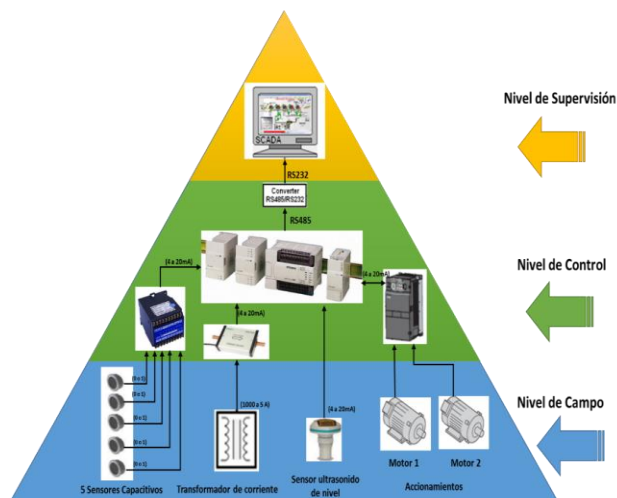 Nivel de Supervisión
SCADA
RS232
Converter
RS485/RS232
RS485
Nivel de Control
(4 a 20mA)
(4 a 20mA)
(4 a 20mA)
Nivel de Campo
(0 o 1)
(0 o 1)
(0 o 1)
(0 o 1)
(0 o 1)
(1000 a 5 A)
(4 a 20mA)
5 Sensores Capacitivos
Transformador de corriente
Sensor ultrasonido
de nivel
Motor 1
Motor 2
Accionamientos